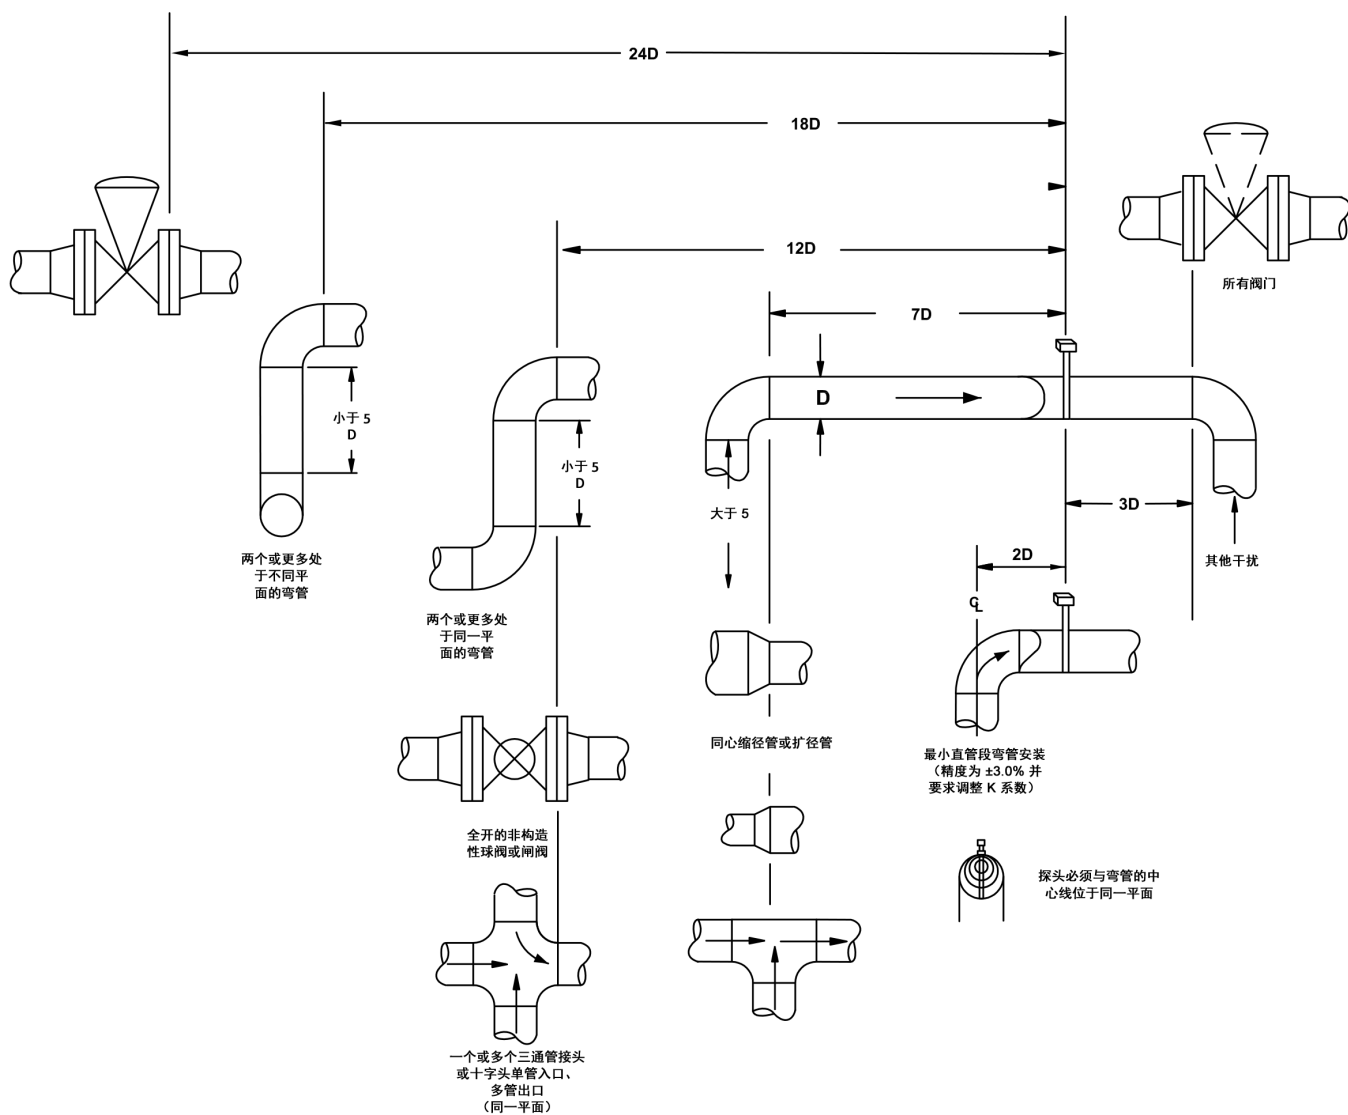 24D
18D
12D
所有阀门
7D
D
小于 5
D
小于 5
D
大于 5
3D
两个或更多处
于不同平
面的弯管
2D
其他干扰
℄
两个或更多处
于同一平
面的弯管
同心缩径管或扩径管
最小直管段弯管安装
（精度为 ±3.0% 并
要求调整 K 系数）
全开的非构造
性球阀或闸阀
探头必须与弯管的中
心线位于同一平面
一个或多个三通管接头
或十字头单管入口、
多管出口
（同一平面）